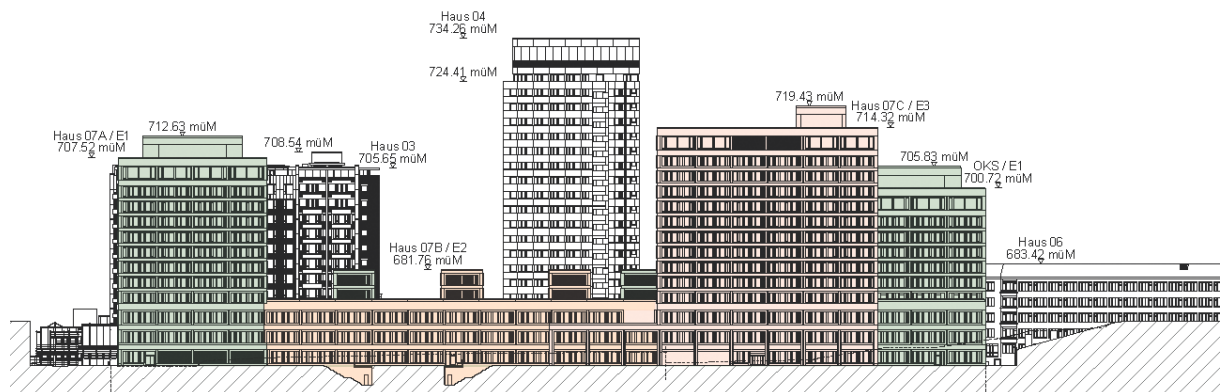 Haus 04
734.26 müM
724.41 müM
719.43 müM
Haus 07C / E3
714.32 müM
712.63 müM
Haus 07A / E1
707.52 müM
708.54 müM
Haus 03
705.65 müM
705.83 müM
OKS / E1
700.72 müM
Haus 07B / E2
681.76 müM
Haus 06
683.42 müM